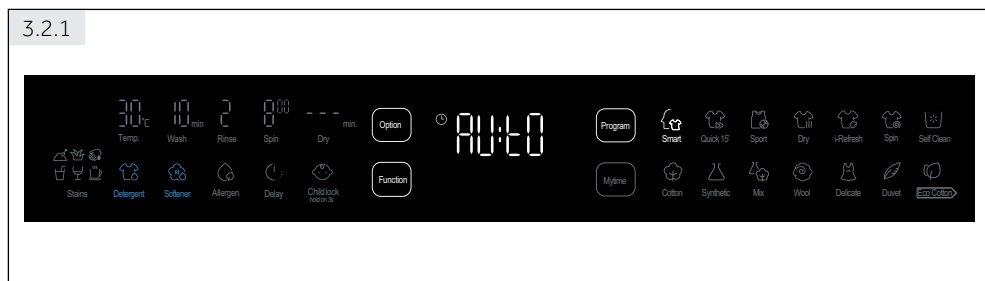 3.2.1
30°C 10 min 2 800 --- min.
Temp. Wash Rinse Spin Dry
Option
AU:tO
Program
Smart Quick 15' Sport Dry i-Refresh Spin Self Clean
Stains Detergent Softener Allergen Delay Child lock
hold on 3s
Function
Mytime
Cotton Synthetic Mix Wool Delicate Duvet Eco Cotton